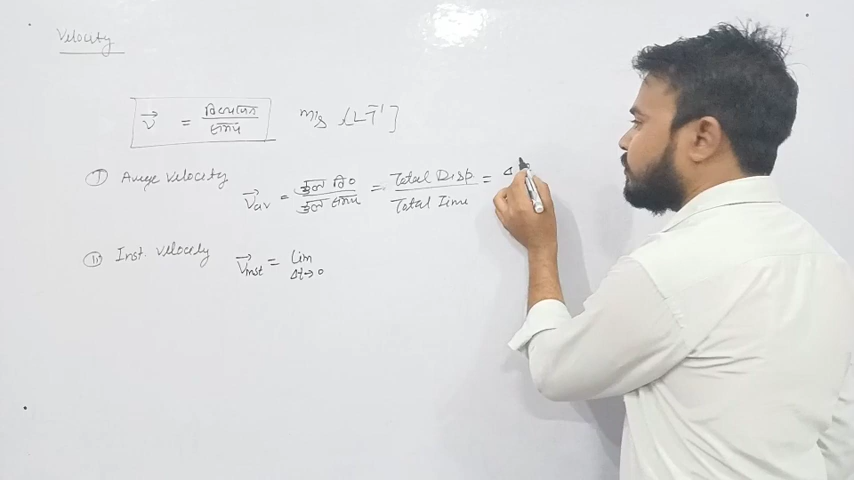 Velocity
v⃗ = विस्थापन / समय m/s [LT⁻¹]
I Average Velocity v⃗av = कुल वि० / कुल समय = Total Disp / Total Time = Δ
II Inst. Velocity v⃗inst = lim Δt→0